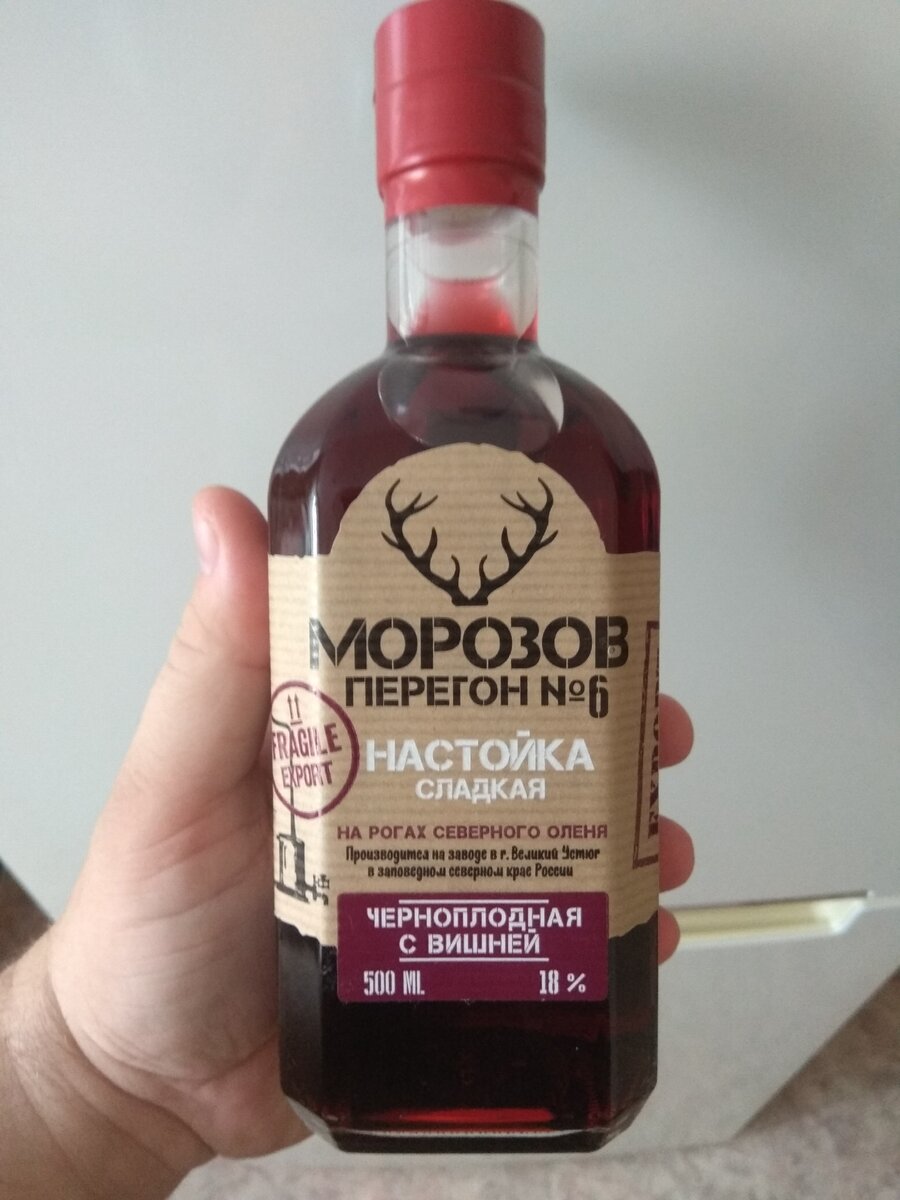 МОРОЗОВ
ПЕРЕГОН №6
FRAGILE
EXPORT
НАСТОЙКА
СЛАДКАЯ
НА РОГАХ СЕВЕРНОГО ОЛЕНЯ
Производится на заводе в г. Великий Устюг
в заповедном северном крае России
ЧЕРНОПЛОДНАЯ
С ВИШНЕЙ
500 ML
18 %